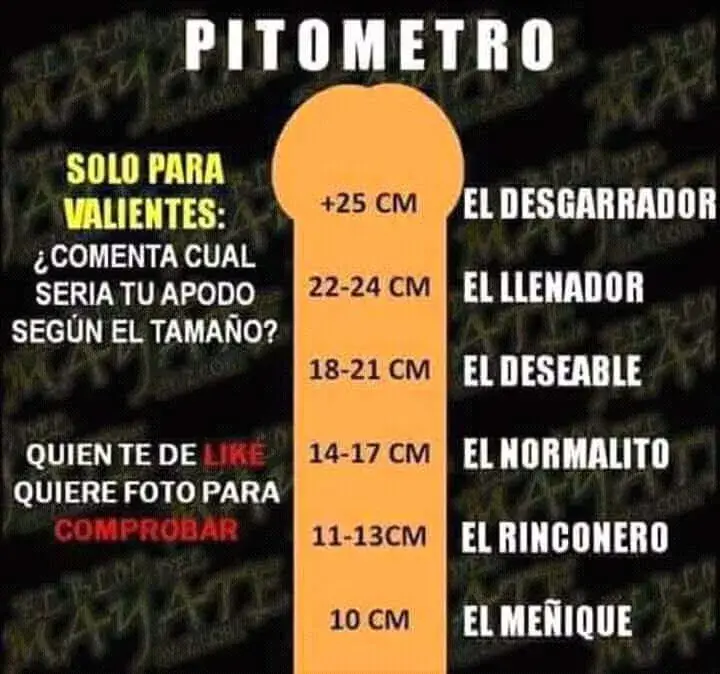 PITOMETRO
SOLO PARA
VALIENTES:
¿COMENTA CUAL
SERIA TU APODO
SEGÚN EL TAMAÑO?
QUIEN TE DE LIKE
QUIERE FOTO PARA
COMPROBAR
+25 CM EL DESGARRADOR
22-24 CM EL LLENADOR
18-21 CM EL DESEABLE
14-17 CM EL NORMALITO
11-13CM EL RINCONERO
10 CM EL MEÑIQUE